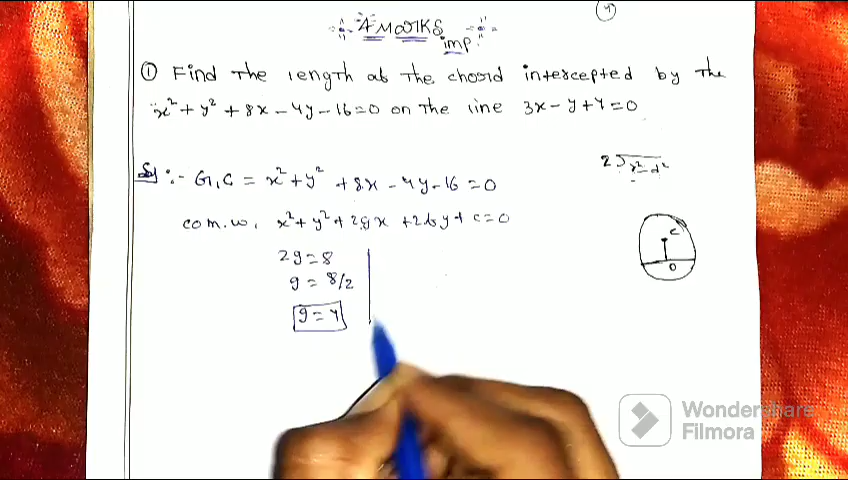 4
4 MARKS
imp.
① Find the length of the chord intercepted by the
x² + y² + 8x - 4y - 16 = 0 on the line 3x - y + 4 = 0
Sol :- G.C = x² + y² + 8x - 4y - 16 = 0
2√r² - d²
com. w. x² + y² + 2gx + 2fy + c = 0
C
2g = 8
D
g = 8/2
g = 4
Wondershare
Filmora